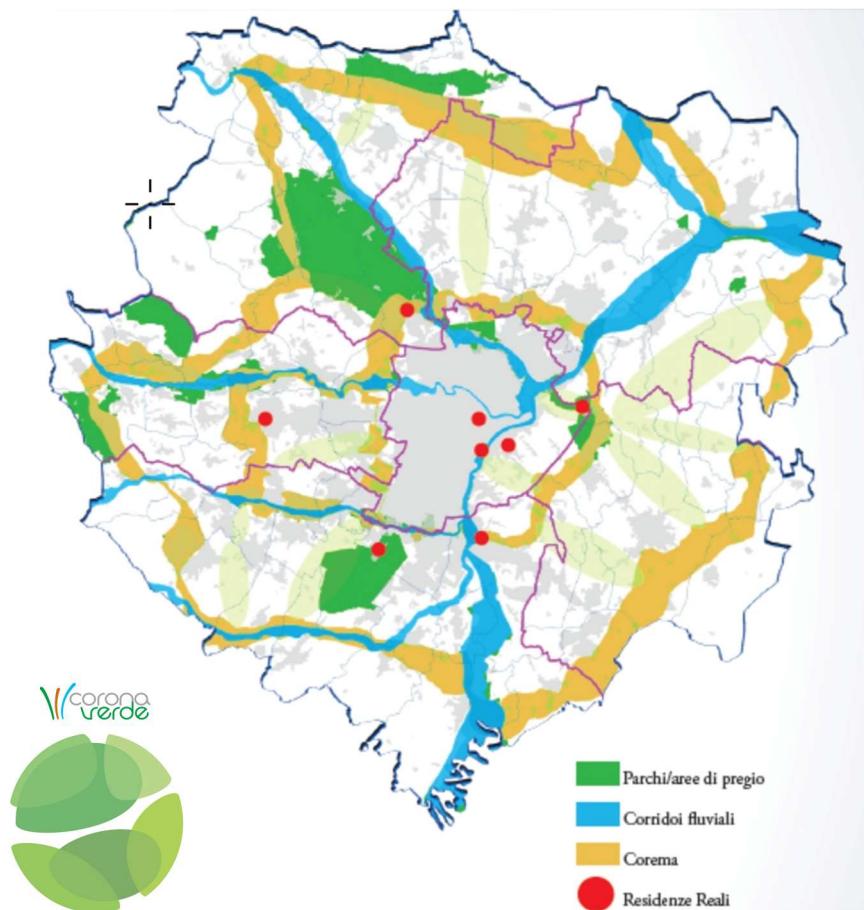 corona
verde
Parchi/aree di pregio
Corridoi fluviali
Corema
Residenze Reali